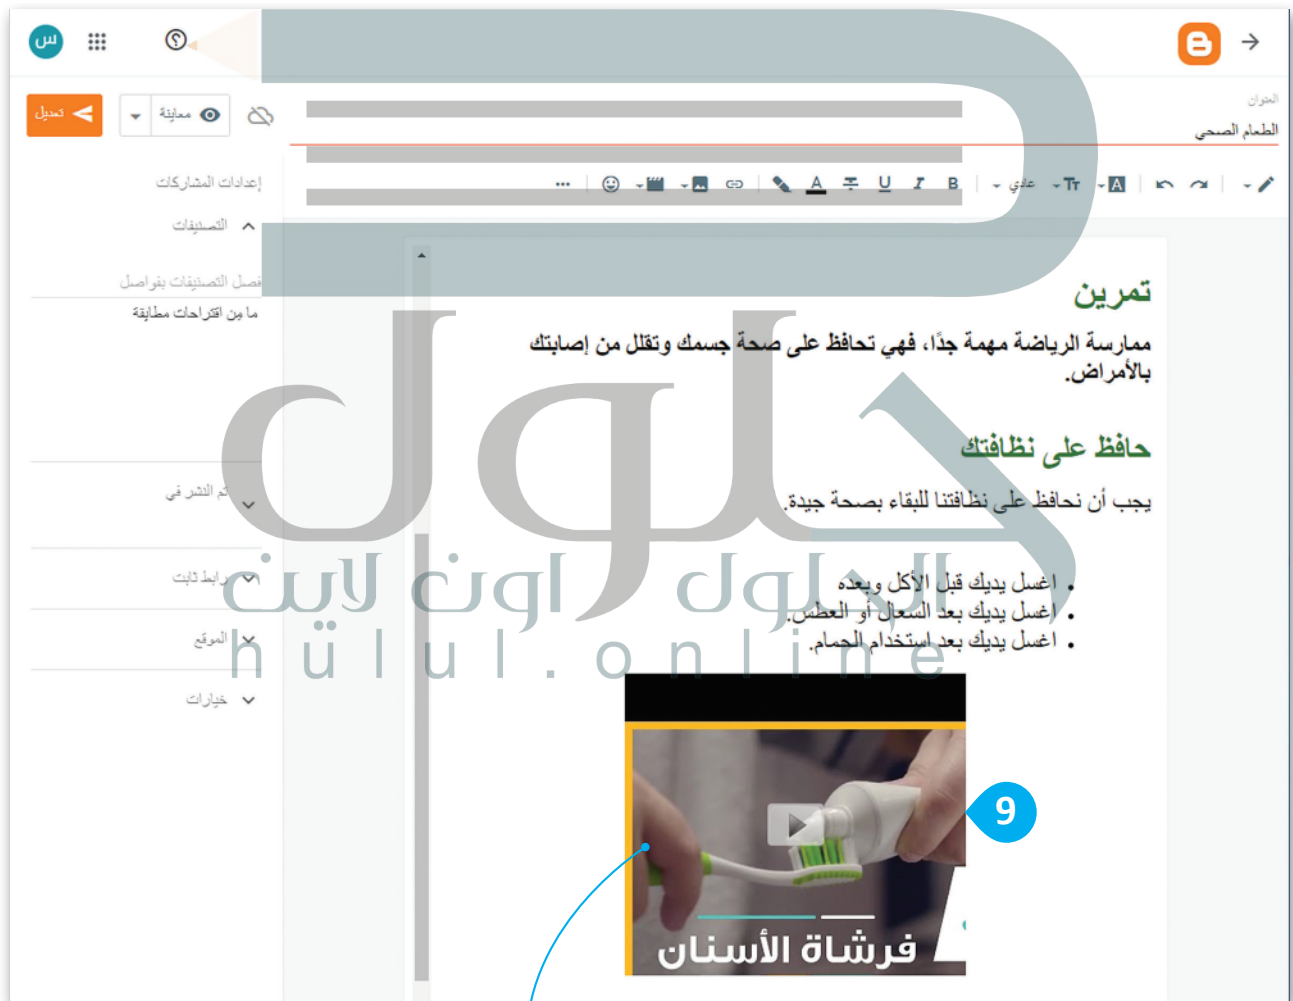 س
العنوان
الطعام الصحي
تعديل
معاينة
عادي
إعدادات المشاركات
التصنيفات
فصل التصنيفات بفواصل
ما من اقتراحات مطابقة
تم النشر في
رابط ثابت
الموقع
خيارات
تمرين
ممارسة الرياضة مهمة جدًا، فهي تحافظ على صحة جسمك وتقلل من إصابتك
بالأمراض.
حافظ على نظافتك
يجب أن نحافظ على نظافتنا للبقاء بصحة جيدة.
• اغسل يديك قبل الأكل وبعده
• اغسل يديك بعد السعال أو العطس.
• اغسل يديك بعد استخدام الحمام.
9
فرشاة الأسنان
حلول
الحلول اون لاين
hülul.online